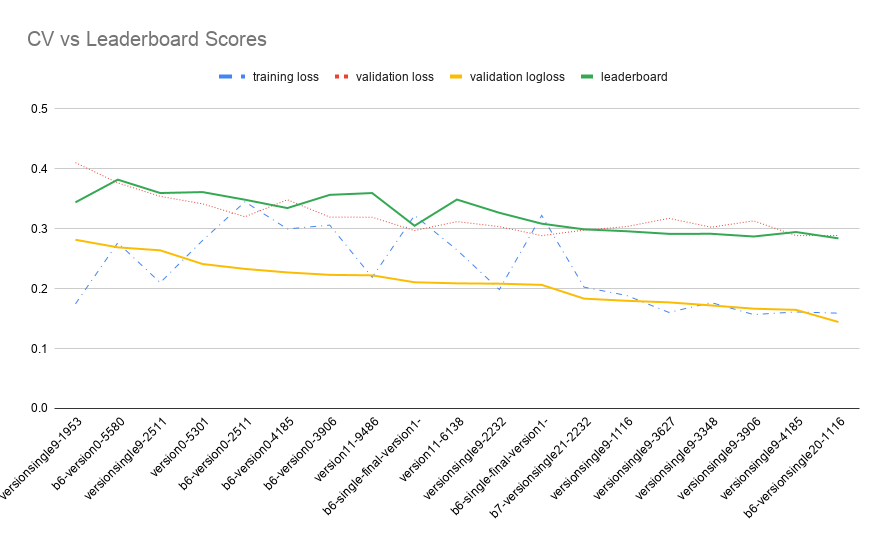 CV vs Leaderboard Scores
training loss validation loss validation logloss leaderboard
0.5
0.4
0.3
0.2
0.1
0.0
versionsingle9-1953
b6-version0-5580
versionsingle9-2511
version0-5301
b6-version0-2511
b6-version0-4185
b6-version0-3906
version11-9486
b6-single-final-version1-
version11-6138
versionsingle9-2232
b6-single-final-version1-
b7-versionsingle21-2232
versionsingle9-1116
versionsingle9-3627
versionsingle9-3348
versionsingle9-3906
versionsingle9-4185
b6-versionsingle20-1116